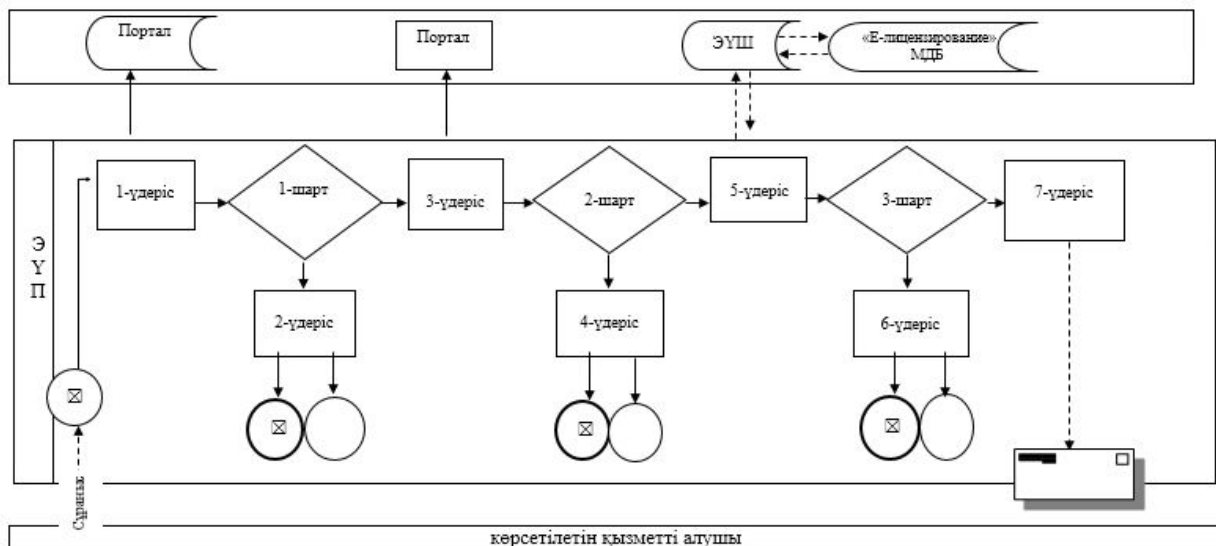 Портал
Портал
ЭҮШ
«Е-лицензирование»
МДБ
1-үдеріс
1-шарт
3-үдеріс
2-шарт
5-үдеріс
3-шарт
7-үдеріс
Э
Ү
П
2-үдеріс
4-үдеріс
6-үдеріс
Сұраныс
көрсетілетін қызметті алушы